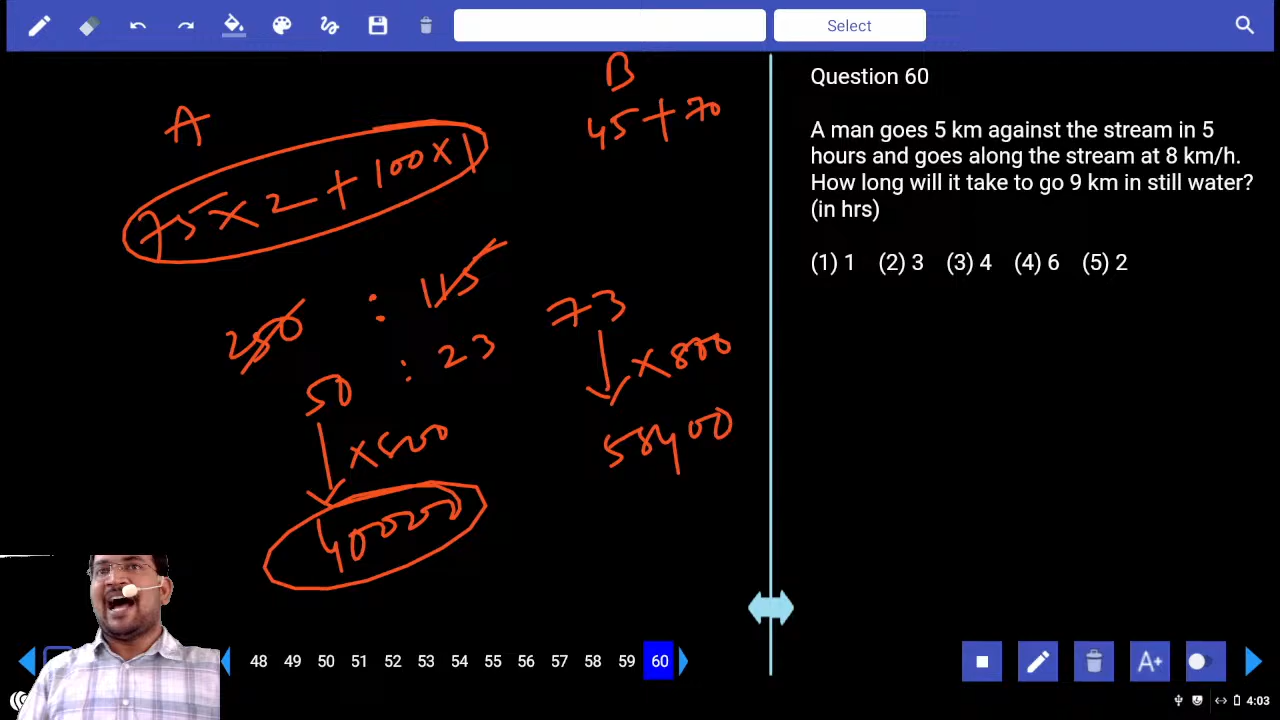 Select
A
B
45 + 70
75 x 2 + 100 x 1
250 : 115
50 : 23
73
x 800
x 800
58400
40000
Question 60
A man goes 5 km against the stream in 5
hours and goes along the stream at 8 km/h.
How long will it take to go 9 km in still water?
(in hrs)
(1) 1 (2) 3 (3) 4 (4) 6 (5) 2
48 49 50 51 52 53 54 55 56 57 58 59 60
A+
4:03